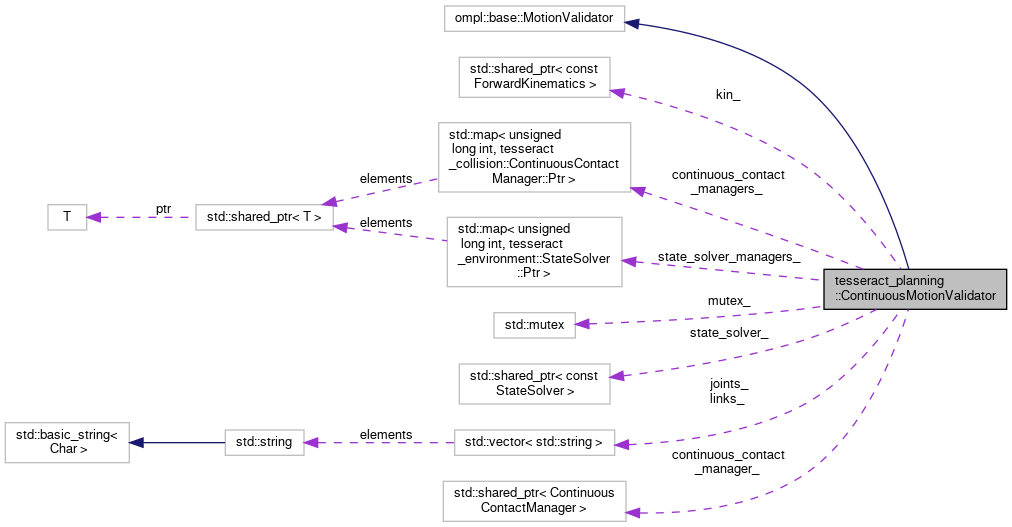 ompl::base::MotionValidator
std::shared_ptr< const
ForwardKinematics >
kin_
std::map< unsigned
long int, tesseract
_collision::ContinuousContact
Manager::Ptr >
continuous_contact
_managers_
elements
ptr
T
std::shared_ptr< T >
elements
std::map< unsigned
long int, tesseract
_environment::StateSolver
::Ptr >
state_solver_managers_
tesseract_planning
::ContinuousMotionValidator
mutex_
std::mutex
state_solver_
std::shared_ptr< const
StateSolver >
joints_
links_
std::basic_string<
Char >
std::string
elements
std::vector< std::string >
continuous_contact
_manager_
std::shared_ptr< Continuous
ContactManager >